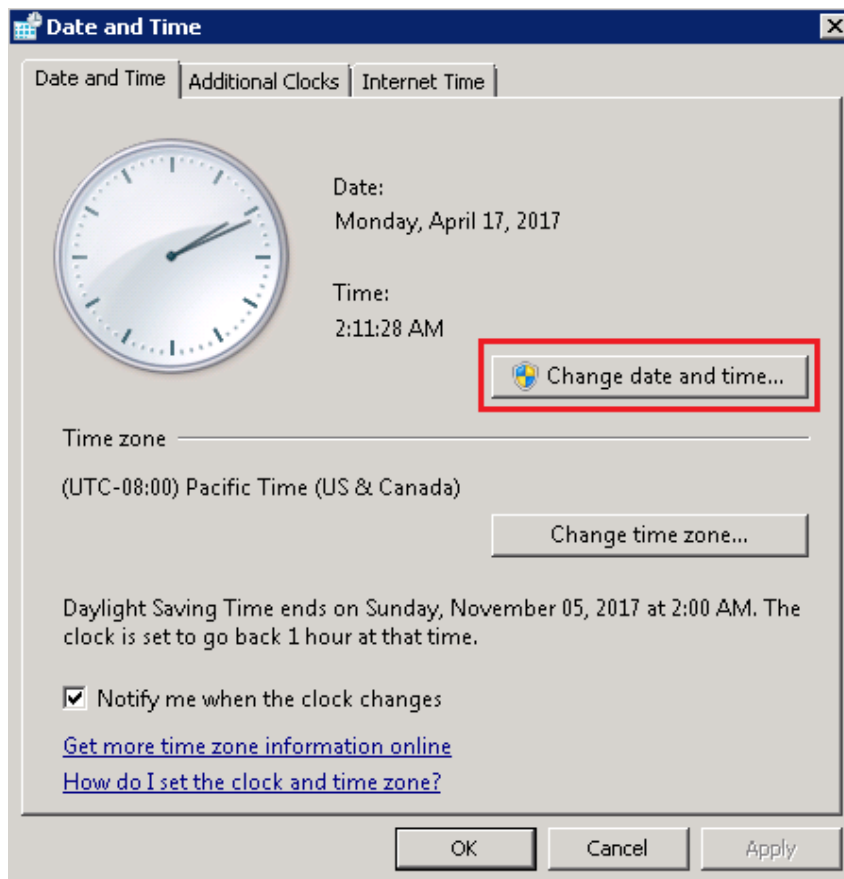 Date and Time
Date and Time
Additional Clocks
Internet Time
Date:
Monday, April 17, 2017
Time:
2:11:28 AM
Change date and time...
Time zone
(UTC-08:00) Pacific Time (US & Canada)
Change time zone...
Daylight Saving Time ends on Sunday, November 05, 2017 at 2:00 AM. The
clock is set to go back 1 hour at that time.
Notify me when the clock changes
Get more time zone information online
How do I set the clock and time zone?
OK
Cancel
Apply